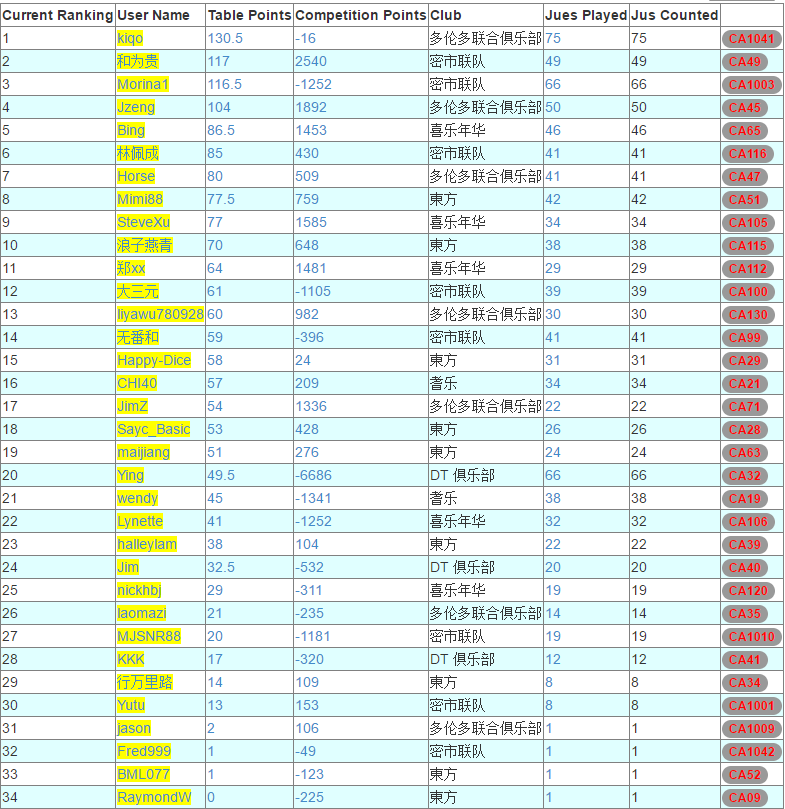 Current Ranking User Name Table Points Competition Points Club Jues Played Jus Counted
1 kiqo 130.5 -16 多伦多联合俱乐部 75 75 CA1041
2 和为贵 117 2540 密市联队 49 49 CA49
3 Morina1 116.5 -1252 密市联队 66 66 CA1003
4 Jzeng 104 1892 多伦多联合俱乐部 50 50 CA45
5 Bing 86.5 1453 喜乐年华 46 46 CA65
6 林佩成 85 430 密市联队 41 41 CA116
7 Horse 80 509 多伦多联合俱乐部 41 41 CA47
8 Mimi88 77.5 759 東方 42 42 CA51
9 SteveXu 77 1585 喜乐年华 34 34 CA105
10 浪子燕青 70 648 東方 38 38 CA115
11 郑xx 64 1481 喜乐年华 29 29 CA112
12 大三元 61 -1105 密市联队 39 39 CA100
13 liyawu780928 60 982 多伦多联合俱乐部 30 30 CA130
14 无番和 59 -396 密市联队 41 41 CA99
15 Happy-Dice 58 24 東方 31 31 CA29
16 CHI40 57 209 耆乐 34 34 CA21
17 JimZ 54 1336 多伦多联合俱乐部 22 22 CA71
18 Sayc_Basic 53 428 東方 26 26 CA28
19 maijiang 51 276 東方 24 24 CA63
20 Ying 49.5 -6686 DT 俱乐部 66 66 CA32
21 wendy 45 -1341 耆乐 38 38 CA19
22 Lynette 41 -1252 喜乐年华 32 32 CA106
23 halleylam 38 104 東方 22 22 CA39
24 Jim 32.5 -532 DT 俱乐部 20 20 CA40
25 nickhbj 29 -311 喜乐年华 19 19 CA120
26 laomazi 21 -235 多伦多联合俱乐部 14 14 CA35
27 MJSNR88 20 -1181 密市联队 19 19 CA1010
28 KKK 17 -320 DT 俱乐部 12 12 CA41
29 行万里路 14 109 東方 8 8 CA34
30 Yutu 13 153 密市联队 8 8 CA1001
31 jason 2 106 多伦多联合俱乐部 1 1 CA1009
32 Fred999 1 -49 密市联队 1 1 CA1042
33 BML077 1 -123 東方 1 1 CA52
34 RaymondW 0 -225 東方 1 1 CA09